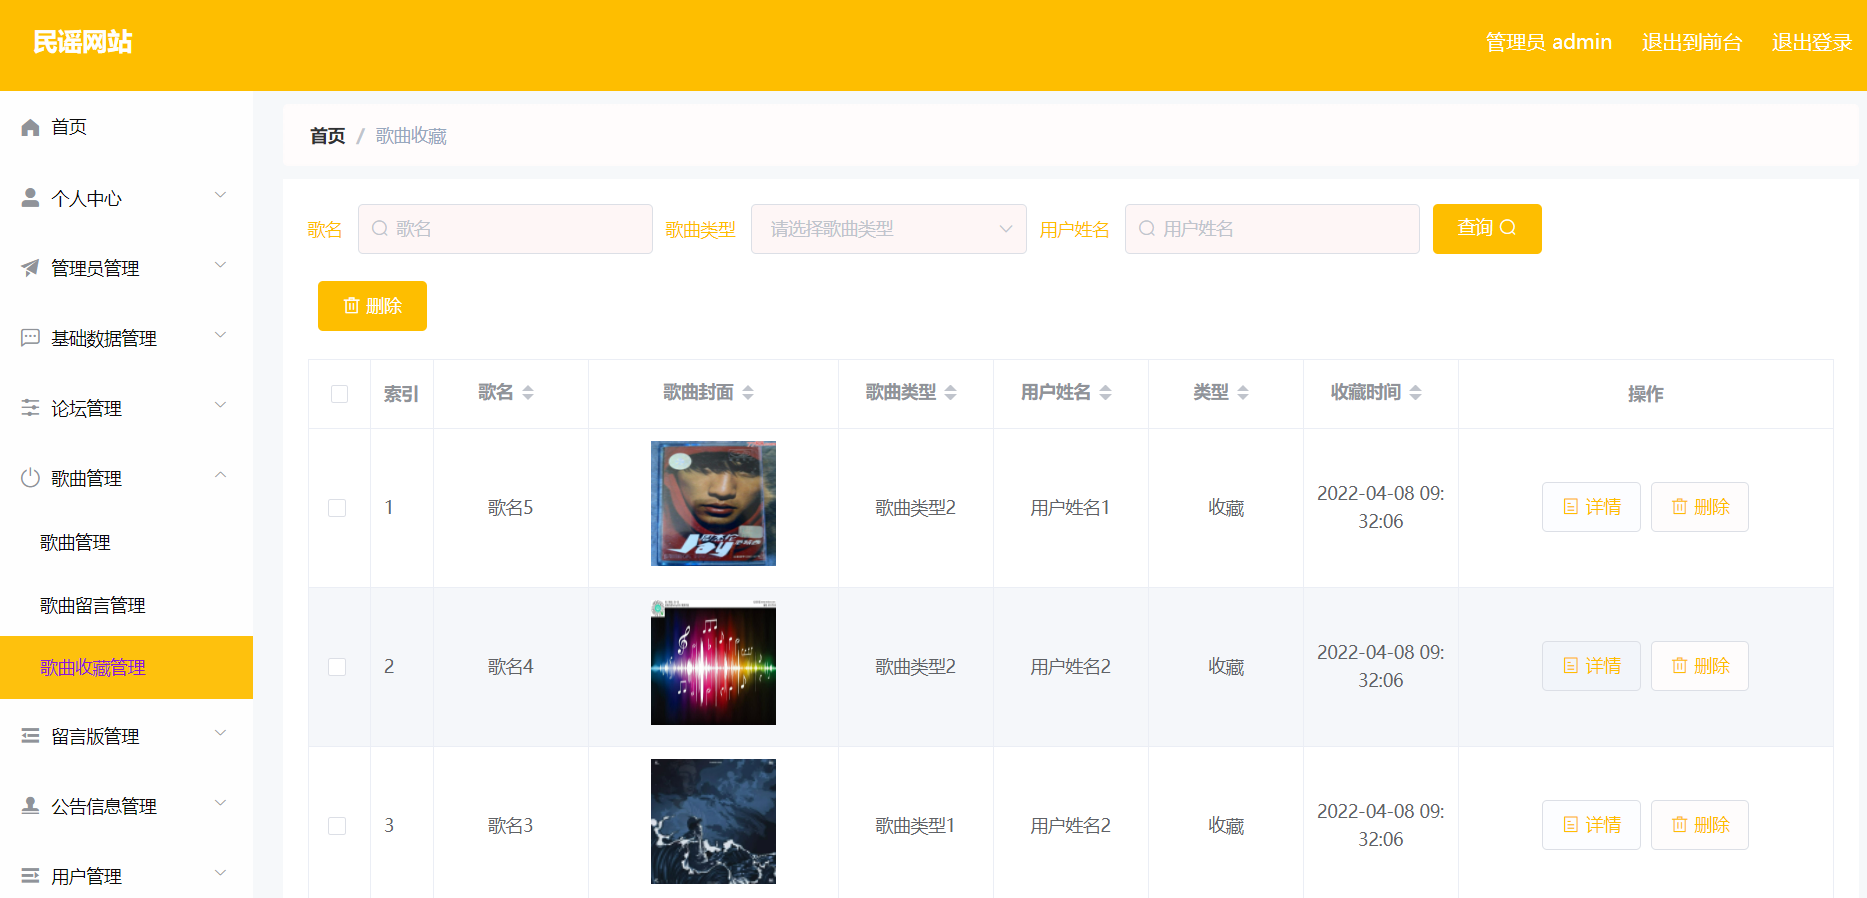 民谣网站
管理员 admin 退出到前台 退出登录
首页
个人中心
管理员管理
基础数据管理
论坛管理
歌曲管理
歌曲管理
歌曲留言管理
歌曲收藏管理
留言版管理
公告信息管理
用户管理
首页 / 歌曲收藏
歌名 歌名 歌曲类型 请选择歌曲类型 用户姓名 用户姓名 查询
删除
索引 歌名 歌曲封面 歌曲类型 用户姓名 类型 收藏时间 操作
1 歌名5 歌曲类型2 用户姓名1 收藏 2022-04-08 09:
32:06 详情 删除
Jay
2 歌名4 歌曲类型2 用户姓名2 收藏 2022-04-08 09:
32:06 详情 删除
3 歌名3 歌曲类型1 用户姓名2 收藏 2022-04-08 09:
32:06 详情 删除